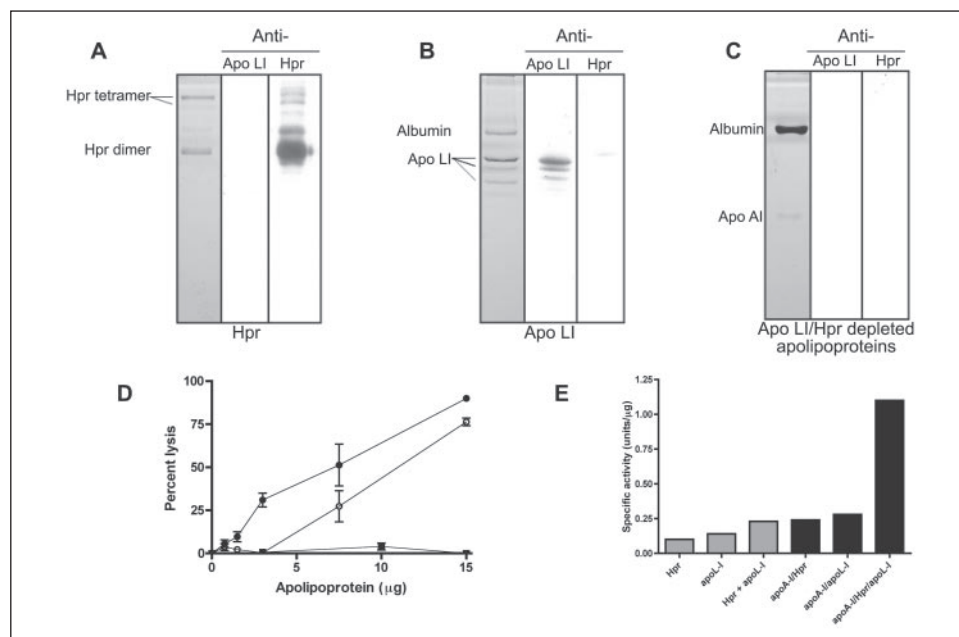 A
Anti-
Apo LI
Hpr
Hpr tetramer
Hpr dimer
Hpr
B
Anti-
Apo LI
Hpr
Albumin
Apo LI
Apo LI
C
Anti-
Apo LI
Hpr
Albumin
Apo AI
Apo LI/Hpr depleted
apolipoproteins
D
Percent lysis
100
75
50
25
0
0
5
10
15
Apolipoprotein (µg)
E
Specific activity (units/µg)
1.25
1.00
0.75
0.50
0.25
0.00
Hpr
apoL-I
Hpr + apoL-I
apoA-I/Hpr
apoA-I/apoL-I
apoA-I/Hpr/apoL-I